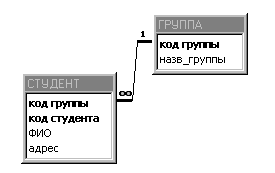 ГРУППА
1
код группы
назв_группы
СТУДЕНТ
код группы
∞
код студента
ФИО
адрес